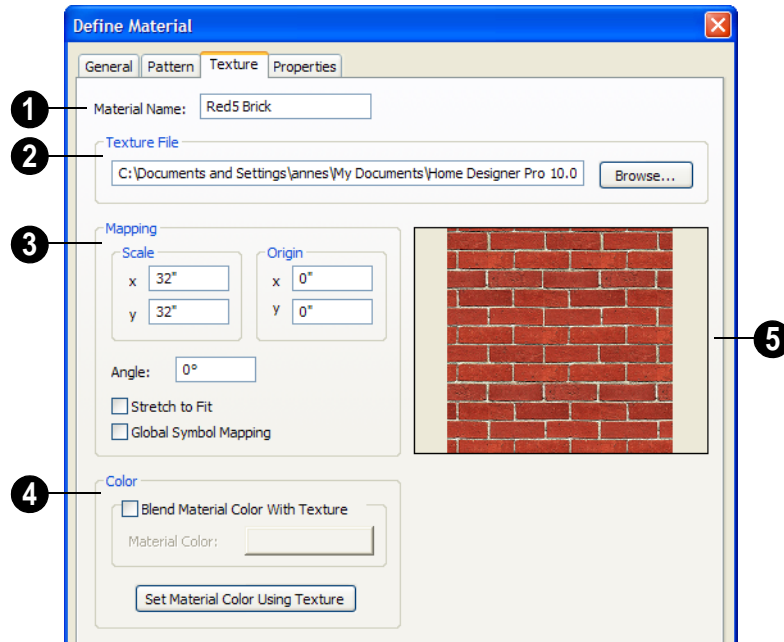 Define Material
General Pattern Texture Properties
1 Material Name: Red5 Brick
2 Texture File
C:\Documents and Settings\annes\My Documents\Home Designer Pro 10.0 Browse...
3 Mapping
Scale Origin
x 32" x 0"
y 32" y 0"
5
Angle: 0°
Stretch to Fit
Global Symbol Mapping
4 Color
Blend Material Color With Texture
Material Color:
Set Material Color Using Texture